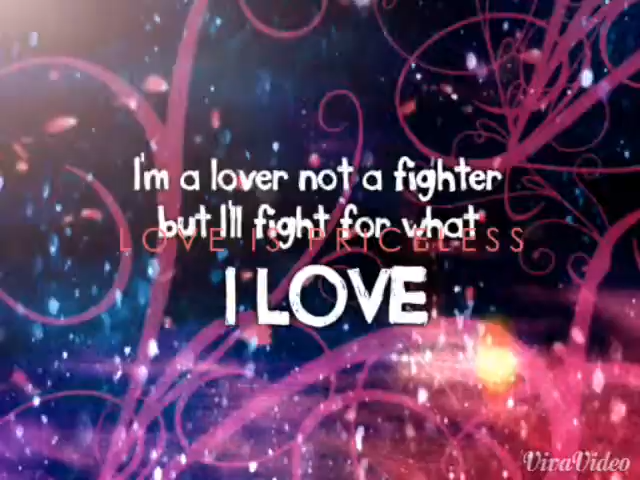 I'm a lover not a fighter
but I'll fight for what
LOVE IS PRICELESS
I LOVE
VivaVideo